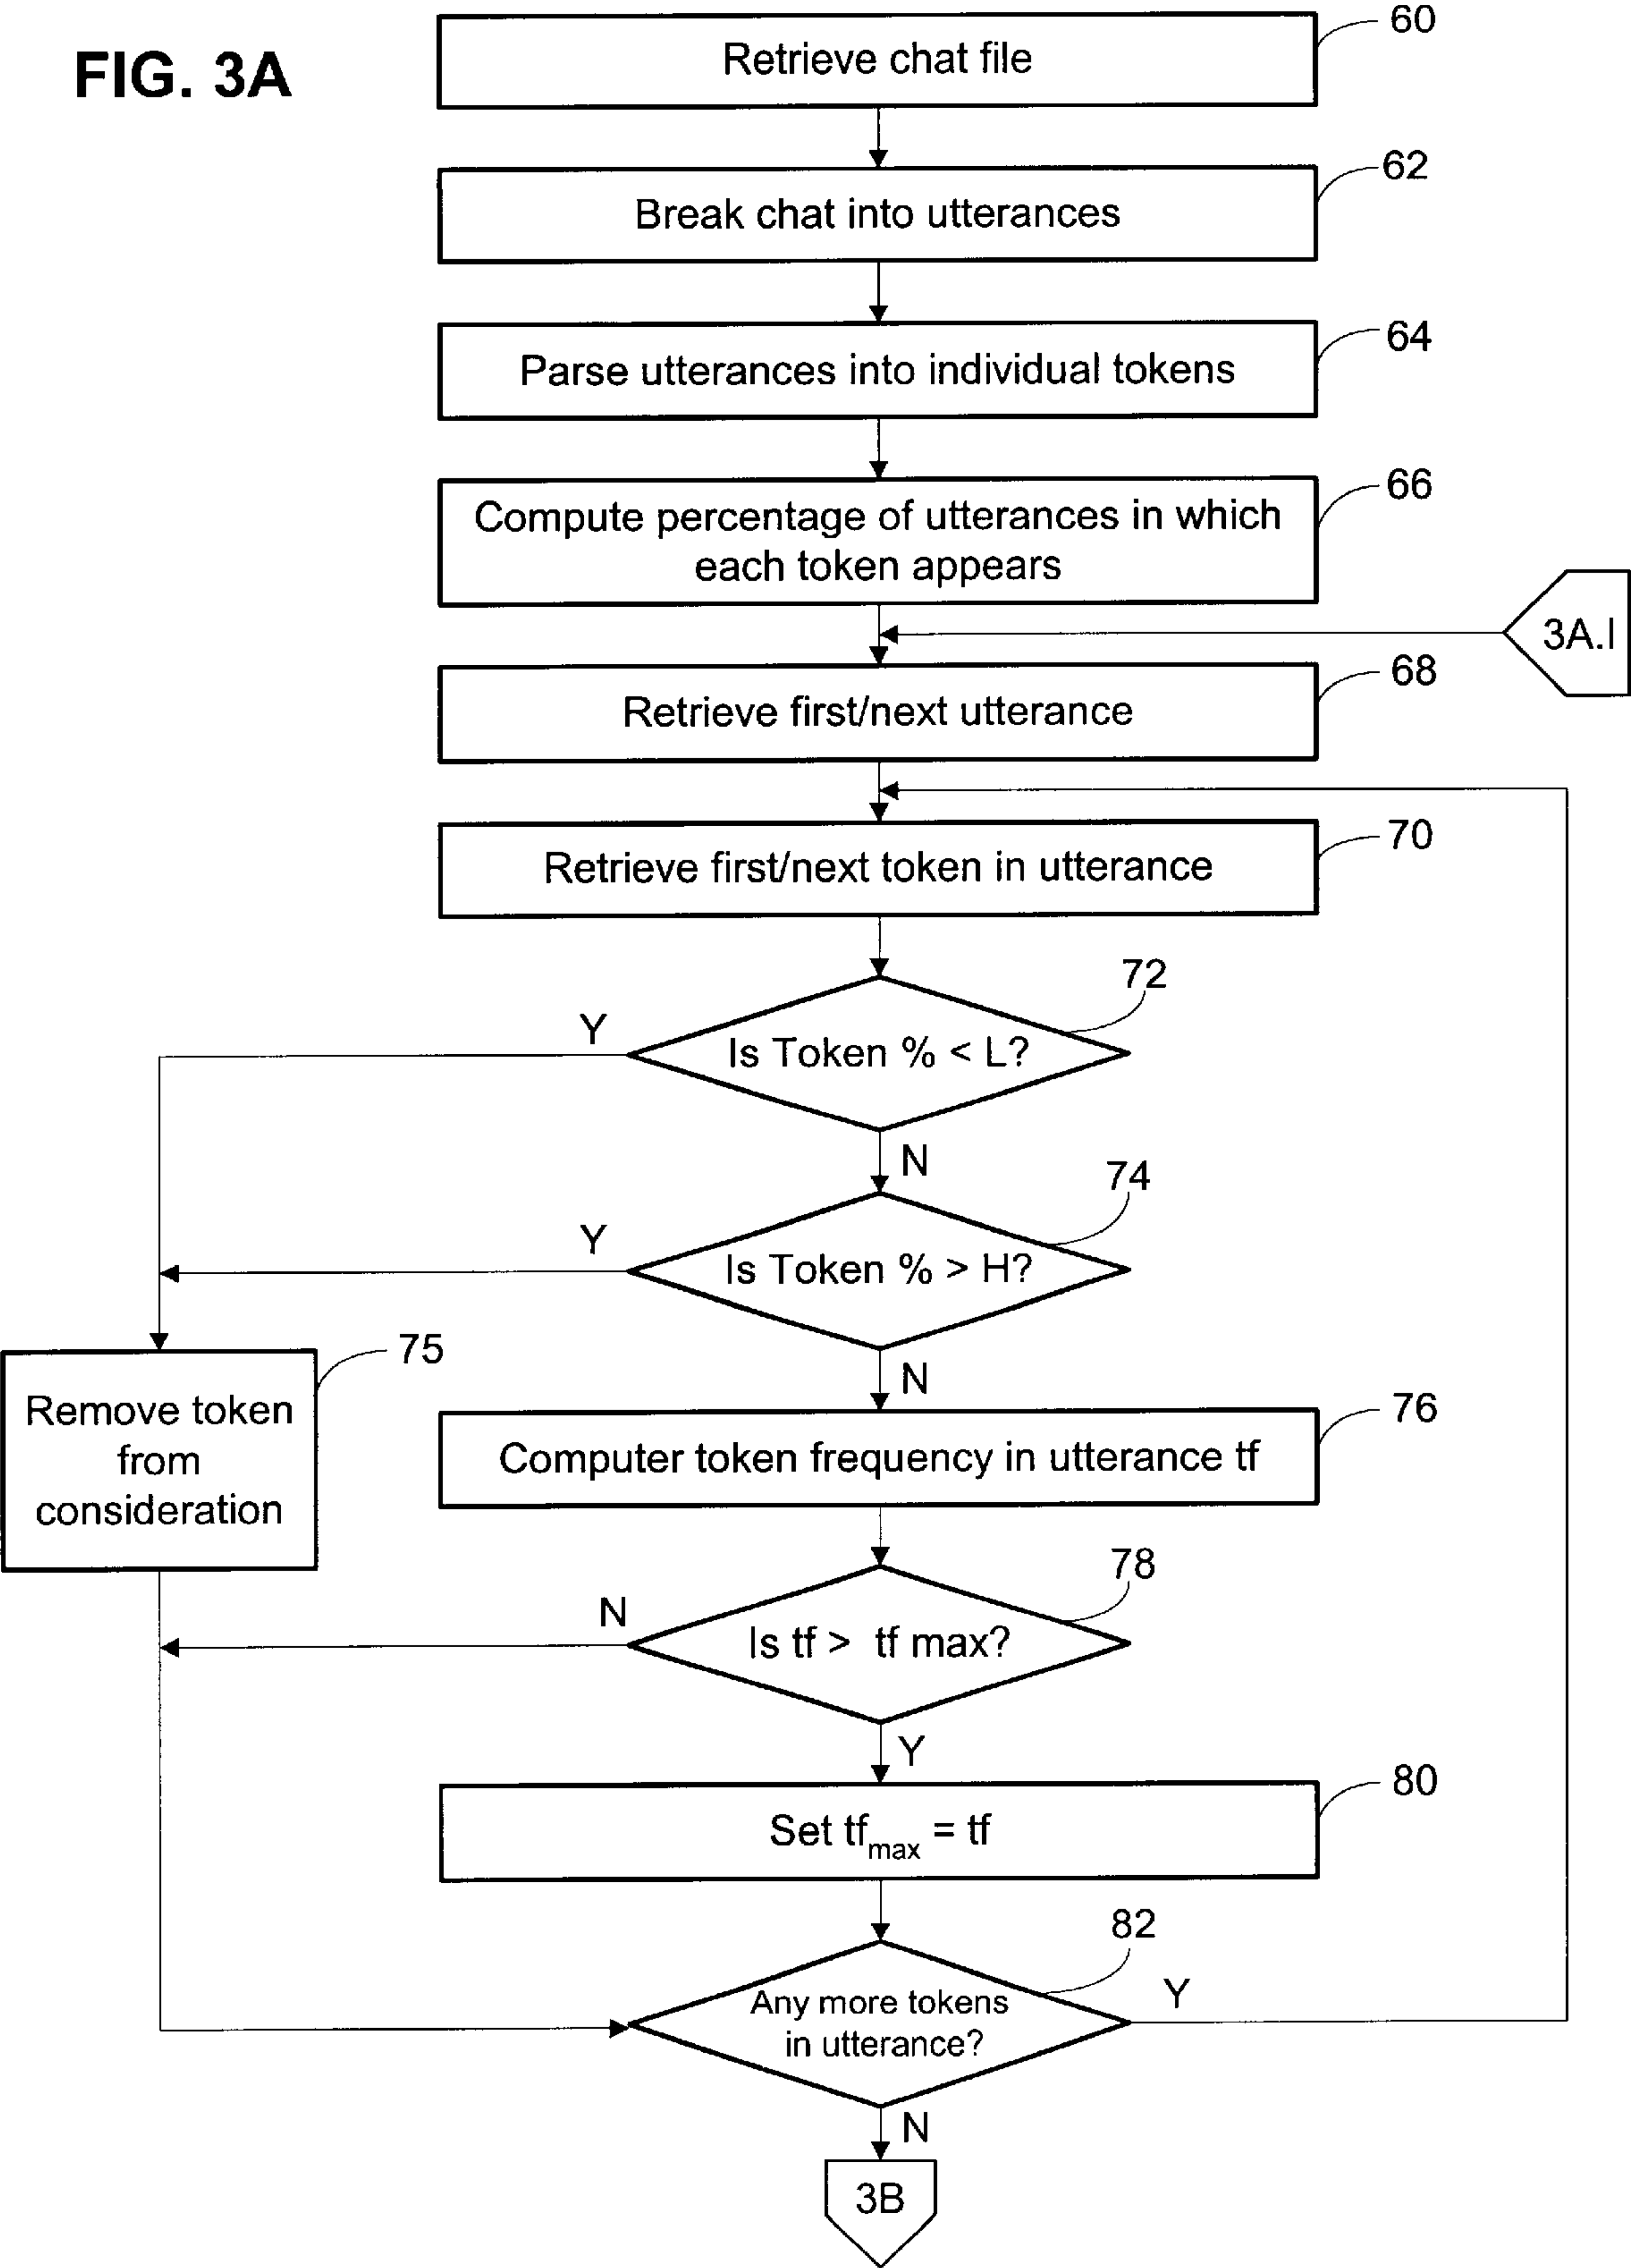 FIG. 3A
Retrieve chat file
60
Break chat into utterances
62
Parse utterances into individual tokens
64
Compute percentage of utterances in which
each token appears
66
3A.I
Retrieve first/next utterance
68
Retrieve first/next token in utterance
70
Is Token % < L?
72
Y
N
Is Token % > H?
74
Y
N
Remove token
from
consideration
75
Computer token frequency in utterance tf
76
Is tf > tf max?
78
N
Y
Set tfmax = tf
80
Any more tokens
in utterance?
82
Y
N
3B